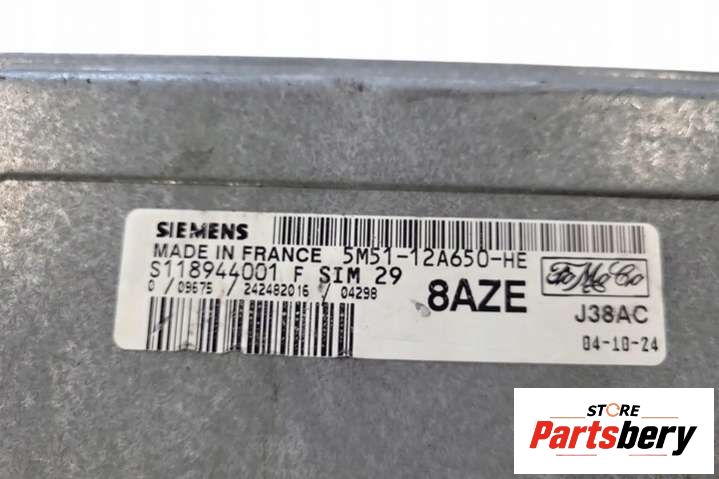 SIEMENS
MADE IN FRANCE 5M51-12A650-HE
S118944001 F SIM 29
0 / 09675 / 242482016 / 04298
8AZE
FoMoCo
J38AC
04-10-24
STORE
Partsbery